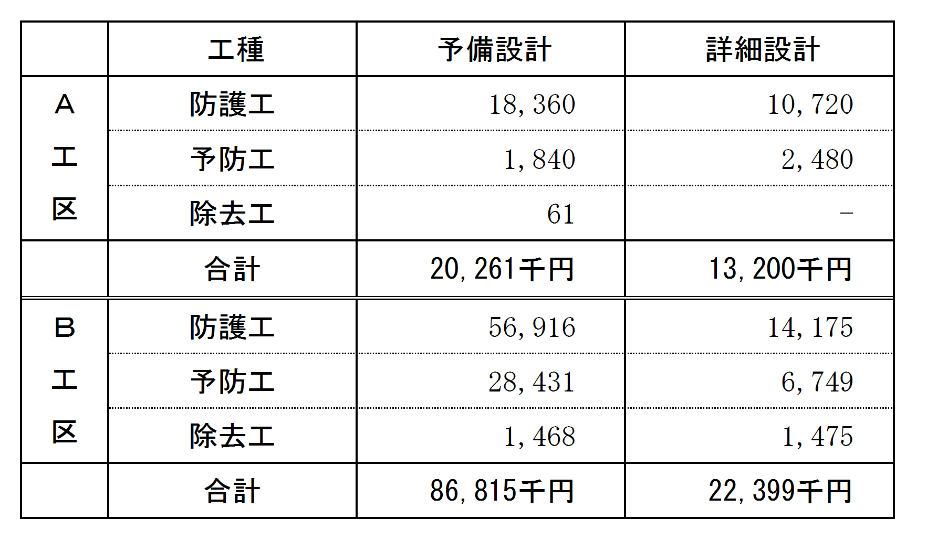 工種 予備設計 詳細設計
A工区 防護工 18,360 10,720
予防工 1,840 2,480
除去工 61 −
合計 20,261千円 13,200千円
B工区 防護工 56,916 14,175
予防工 28,431 6,749
除去工 1,468 1,475
合計 86,815千円 22,399千円